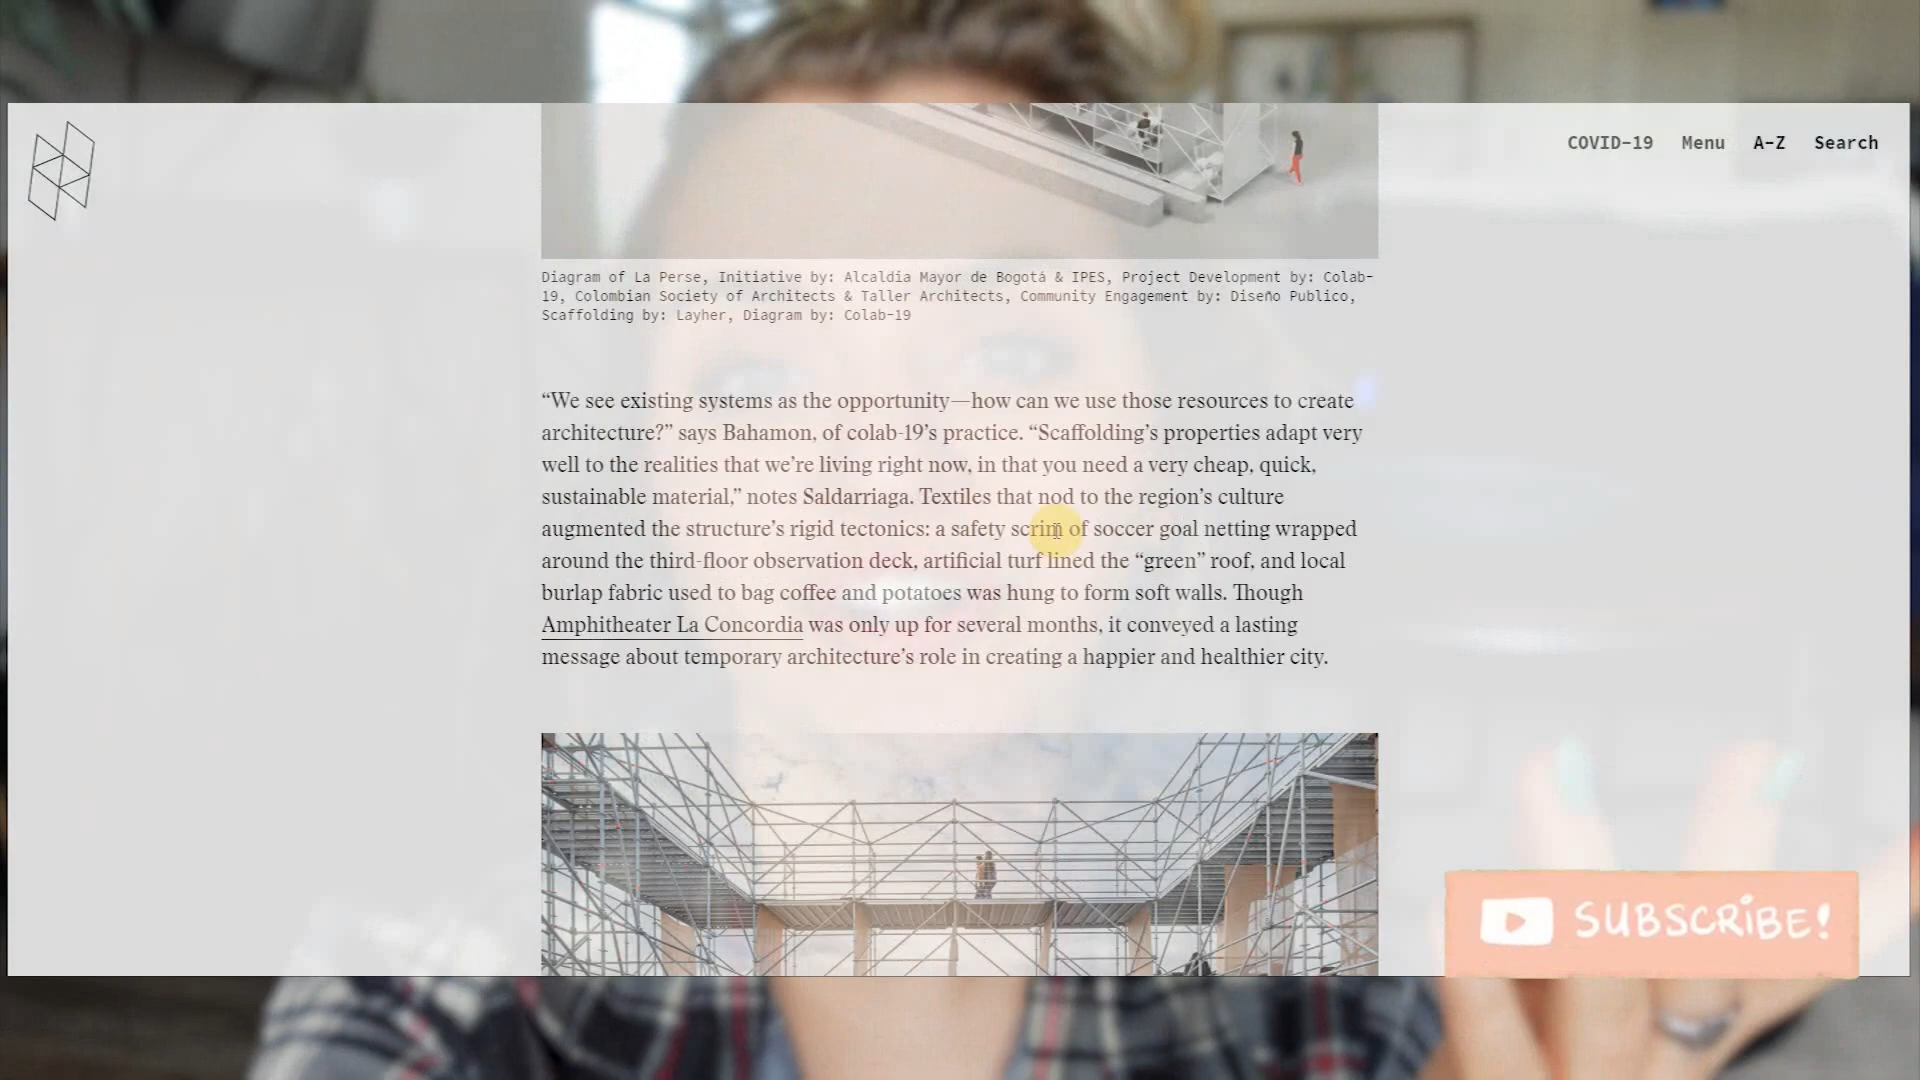 COVID-19 Menu A-Z Search
Diagram of La Perse, Initiative by: Alcaldía Mayor de Bogotá & IPES, Project Development by: Colab-
19, Colombian Society of Architects & Taller Architects, Community Engagement by: Diseño Publico,
Scaffolding by: Layher, Diagram by: Colab-19
“We see existing systems as the opportunity—how can we use those resources to create
architecture?” says Bahamon, of colab-19’s practice. “Scaffolding’s properties adapt very
well to the realities that we’re living right now, in that you need a very cheap, quick,
sustainable material,” notes Saldarriaga. Textiles that nod to the region’s culture
augmented the structure’s rigid tectonics: a safety scrim of soccer goal netting wrapped
around the third-floor observation deck, artificial turf lined the “green” roof, and local
burlap fabric used to bag coffee and potatoes was hung to form soft walls. Though
Amphitheater La Concordia was only up for several months, it conveyed a lasting
message about temporary architecture’s role in creating a happier and healthier city.
SUBSCRIBE!